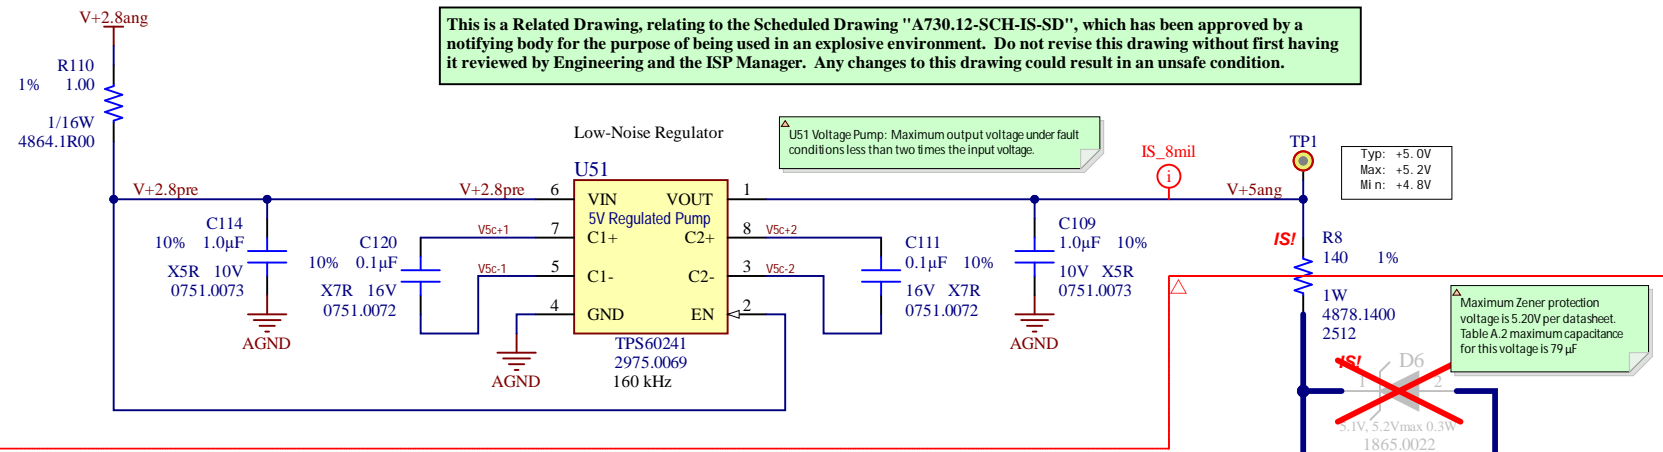 V+2.8ang
This is a Related Drawing, relating to the Scheduled Drawing "A730.12-SCH-IS-SD", which has been approved by a
notifying body for the purpose of being used in an explosive environment.  Do not revise this drawing without first having
it reviewed by Engineering and the ISP Manager.  Any changes to this drawing could result in an unsafe condition.
R110
1% 1.00
1/16W
4864.1R00
Low-Noise Regulator
U51 Voltage Pump: Maximum output voltage under fault
conditions less than two times the input voltage.
IS_8mil
i
TP1
Typ: +5.0V
Max: +5.2V
Min: +4.8V
V+2.8pre
V+2.8pre
U51
6 VIN VOUT 1
5V Regulated Pump
7 C1+ C2+ 8
5 C1- C2- 3
4 GND EN 2
TPS60241
2975.0069
160 kHz
V5c+1
V5c-1
V5c+2
V5c-2
V+5ang
C114
10% 1.0µF
X5R 10V
0751.0073
AGND
C120
10% 0.1µF
X7R 16V
0751.0072
AGND
C111
0.1µF 10%
16V X7R
0751.0072
C109
1.0µF 10%
10V X5R
0751.0073
AGND
IS!
R8
140 1%
1W
4878.1400
2512
Maximum Zener protection
voltage is 5.20V per datasheet.
Table A.2 maximum capacitance
for this voltage is 79 µF
IS!
D6
1 2
5.1V, 5.2Vmax 0.3W
1865.0022